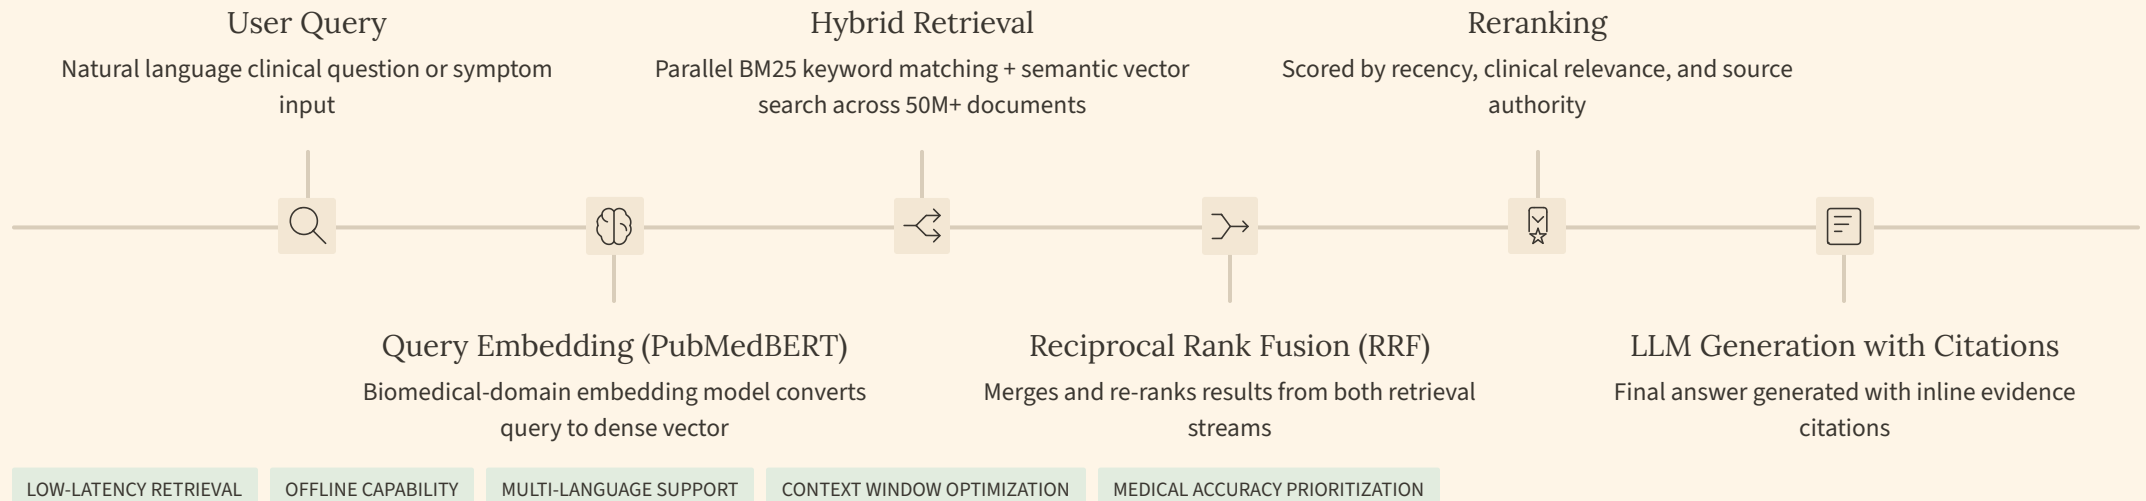 User Query
Natural language clinical question or symptom
input
Hybrid Retrieval
Parallel BM25 keyword matching + semantic vector
search across 50M+ documents
Reranking
Scored by recency, clinical relevance, and source
authority
Query Embedding (PubMedBERT)
Biomedical-domain embedding model converts
query to dense vector
Reciprocal Rank Fusion (RRF)
Merges and re-ranks results from both retrieval
streams
LLM Generation with Citations
Final answer generated with inline evidence
citations
LOW-LATENCY RETRIEVAL
OFFLINE CAPABILITY
MULTI-LANGUAGE SUPPORT
CONTEXT WINDOW OPTIMIZATION
MEDICAL ACCURACY PRIORITIZATION